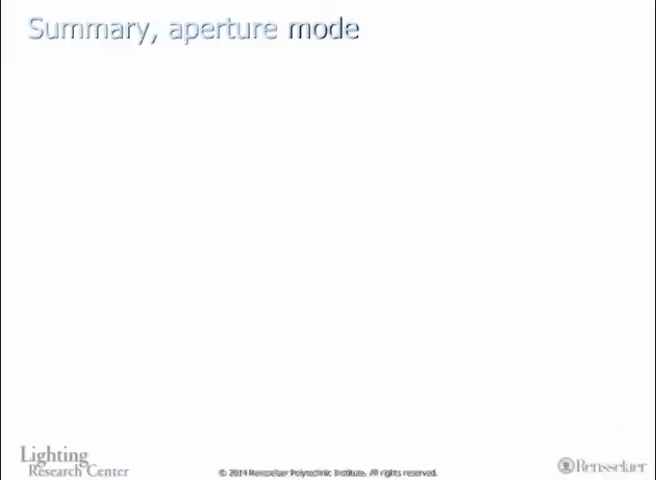 Summary, aperture mode
Lighting
Research Center
© 2014 Rensselaer Polytechnic Institute. All rights reserved.
Rensselaer